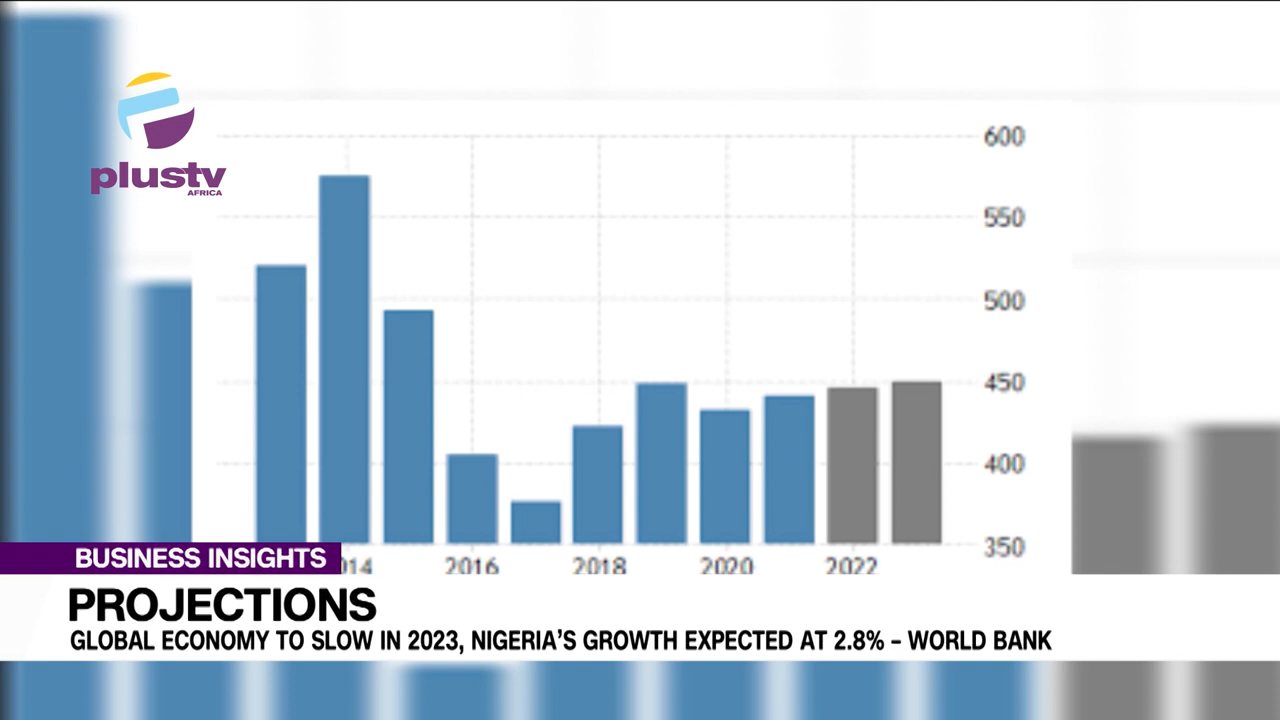 plustv
AFRICA
600
550
500
450
400
350
14 2016 2018 2020 2022
BUSINESS INSIGHTS
PROJECTIONS
GLOBAL ECONOMY TO SLOW IN 2023, NIGERIA'S GROWTH EXPECTED AT 2.8% – WORLD BANK